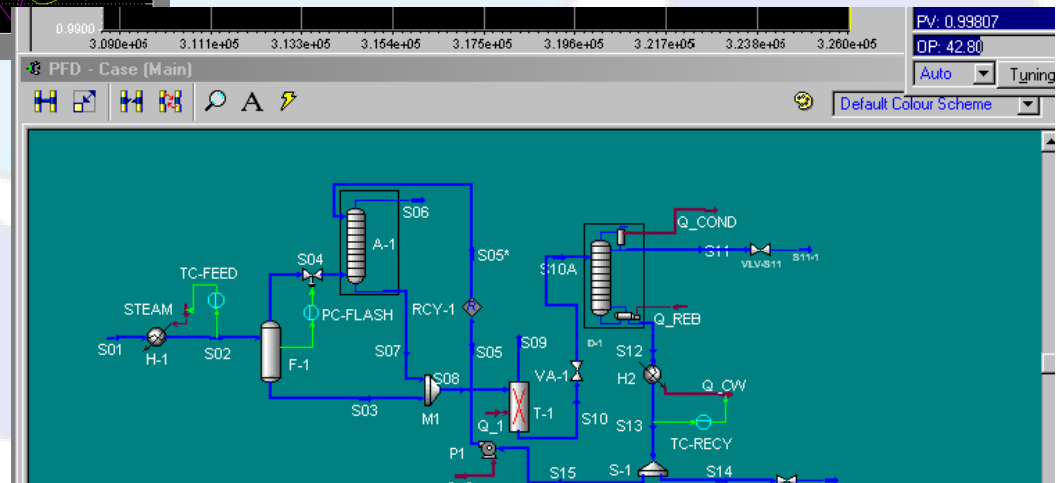 0.9900
3.090e+05 3.111e+05 3.133e+05 3.154e+05 3.175e+05 3.196e+05 3.217e+05 3.238e+05 3.260e+05
PV: 0.99807
OP: 42.80
Auto Tuning
PFD - Case (Main)
A
Default Colour Scheme
Q_COND
S06
A-1
S05*
S11
VLV-S11
S11-1
S04
S10A
TC-FEED
STEAM
PC-FLASH
RCY-1
Q_REB
S01
H-1
S02
F-1
S07
S05
S09
D-1
S12
VA-1
H2
Q_CW
S08
S03
M1
Q_1
T-1
S10
S13
TC-RECY
P1
S15
S-1
S14